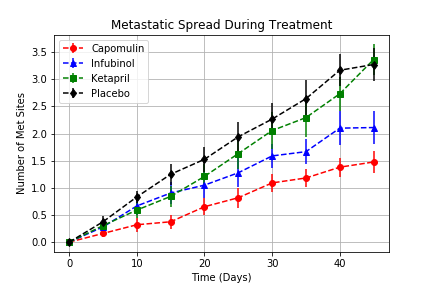 Metastatic Spread During Treatment
Capomulin
Infubinol
Ketapril
Placebo
Number of Met Sites
3.5
3.0
2.5
2.0
1.5
1.0
0.5
0.0
0 10 20 30 40
Time (Days)